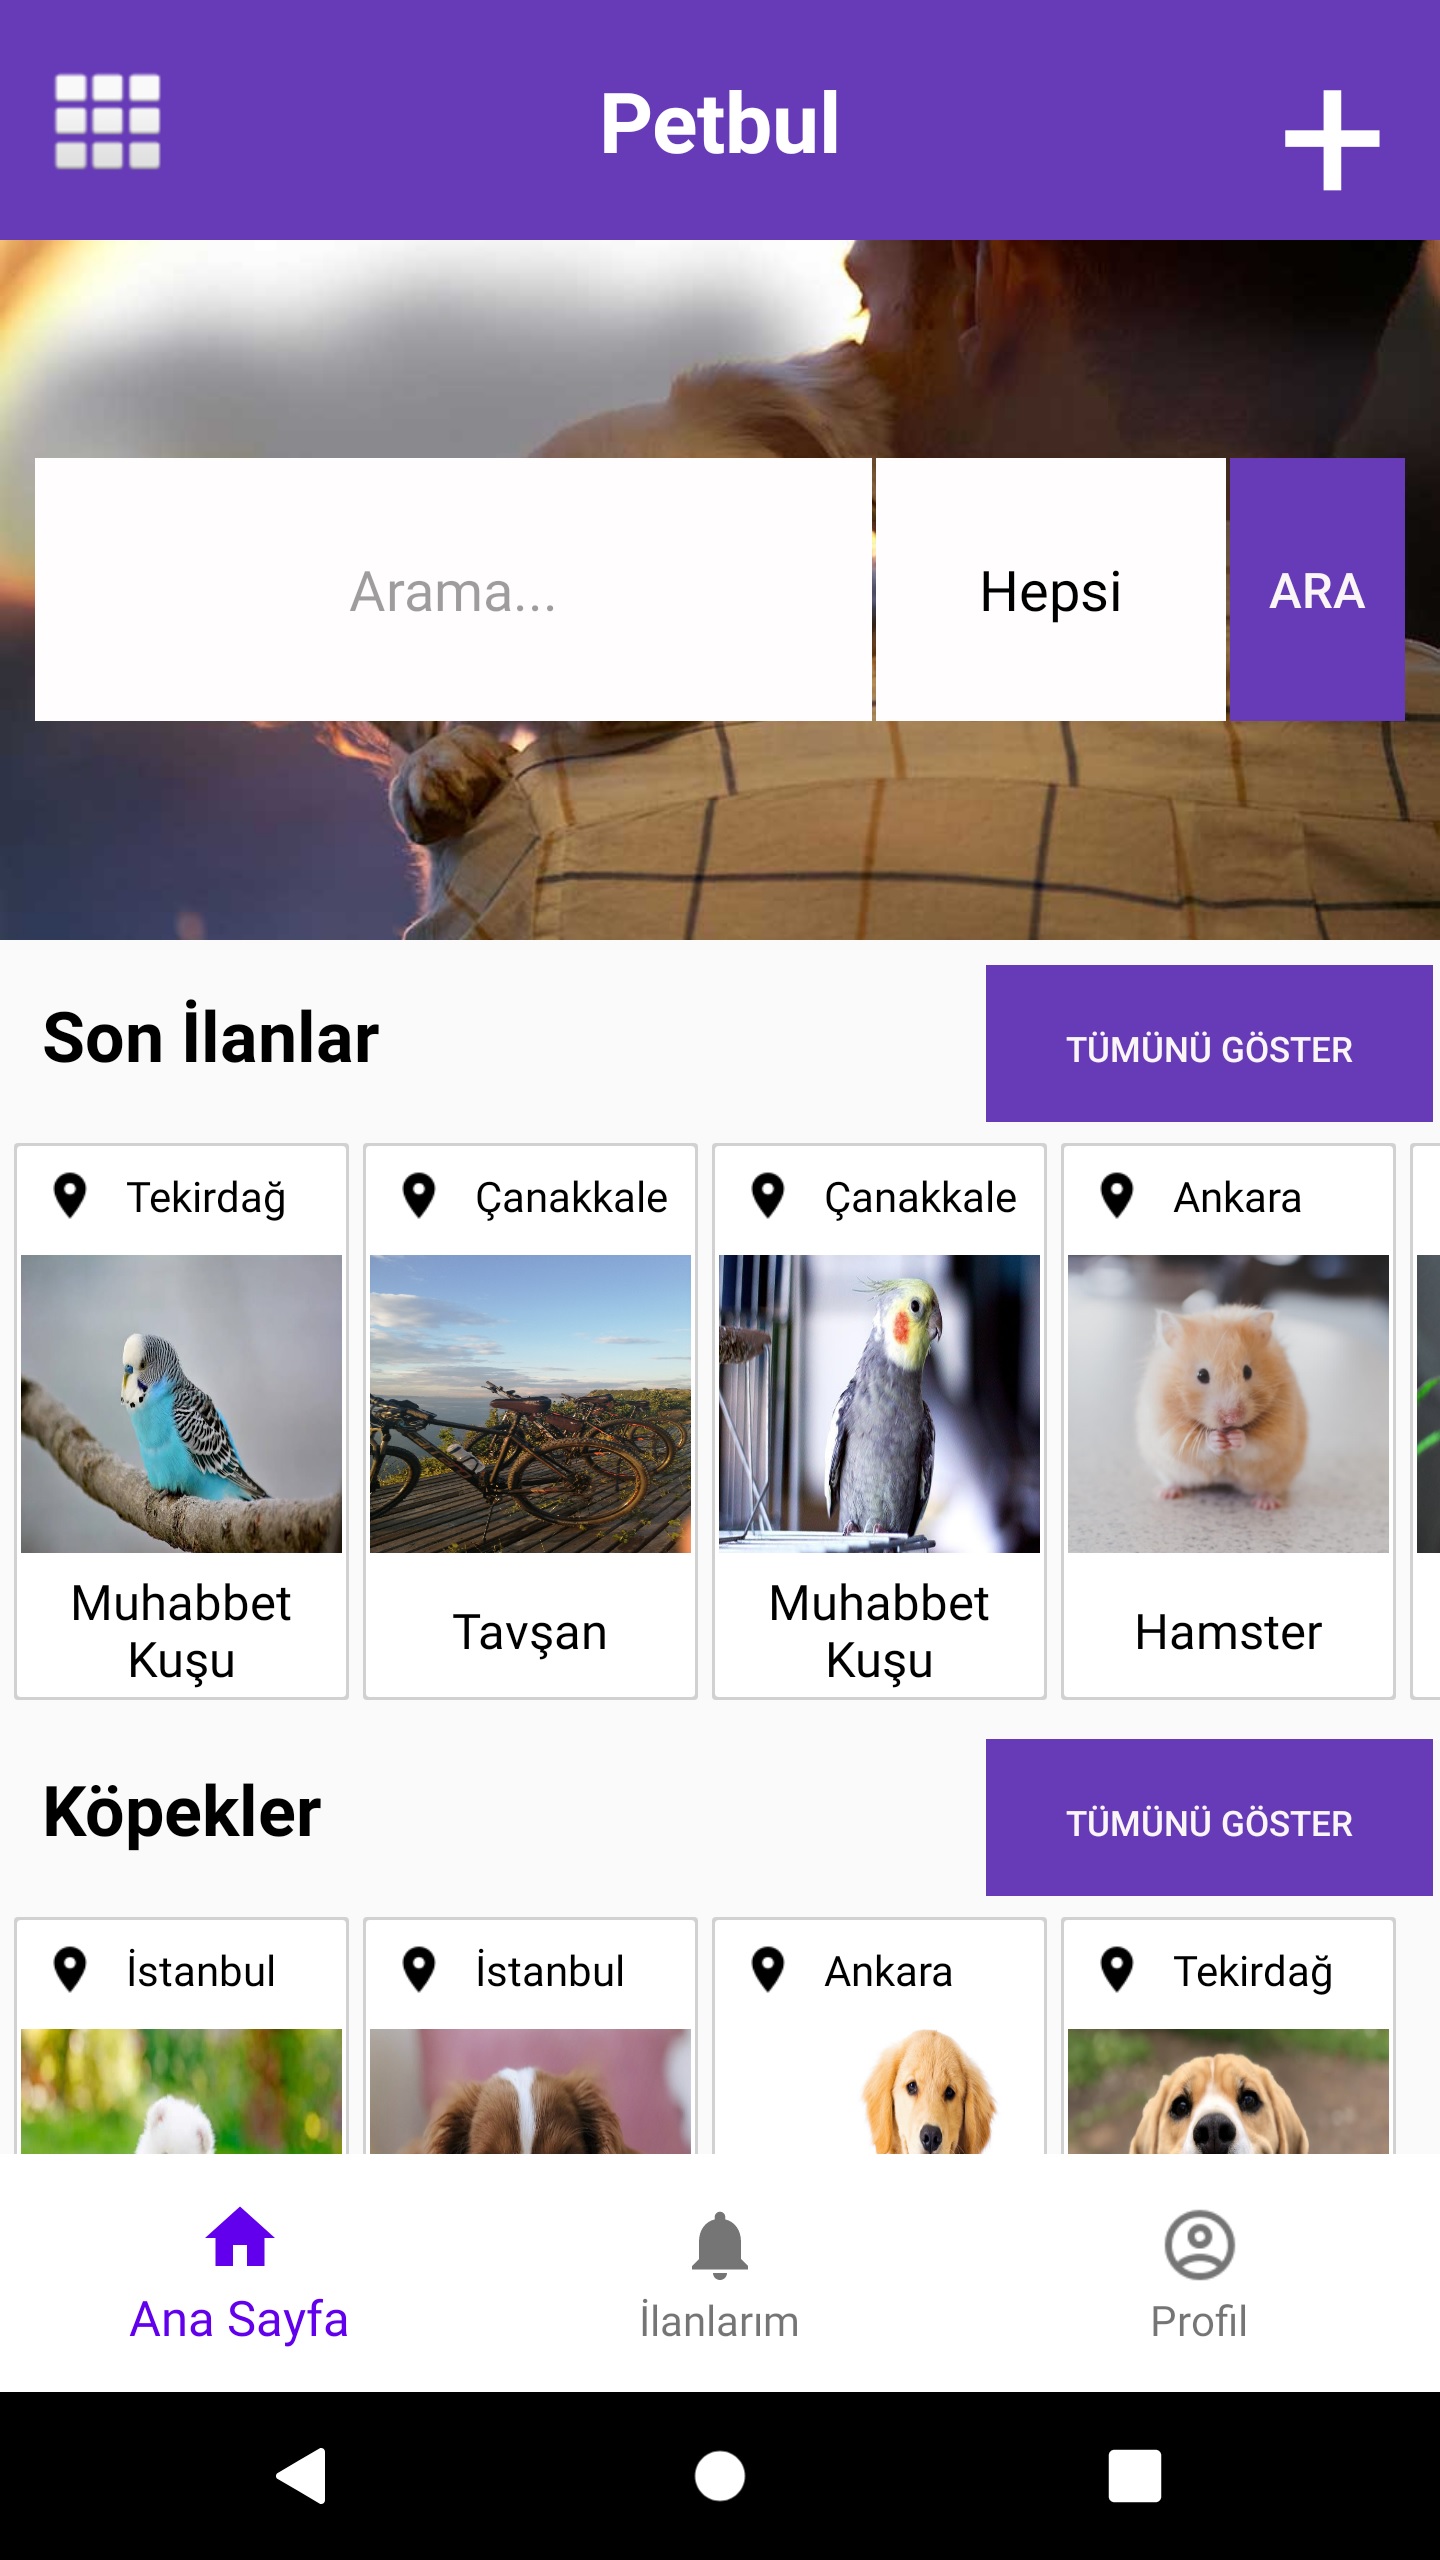 Petbul
Arama...
Hepsi
ARA
Son İlanlar
TÜMÜNÜ GÖSTER
Tekirdağ
Çanakkale
Çanakkale
Ankara
Muhabbet
Kuşu
Tavşan
Muhabbet
Kuşu
Hamster
Köpekler
TÜMÜNÜ GÖSTER
İstanbul
İstanbul
Ankara
Tekirdağ
Ana Sayfa
İlanlarım
Profil